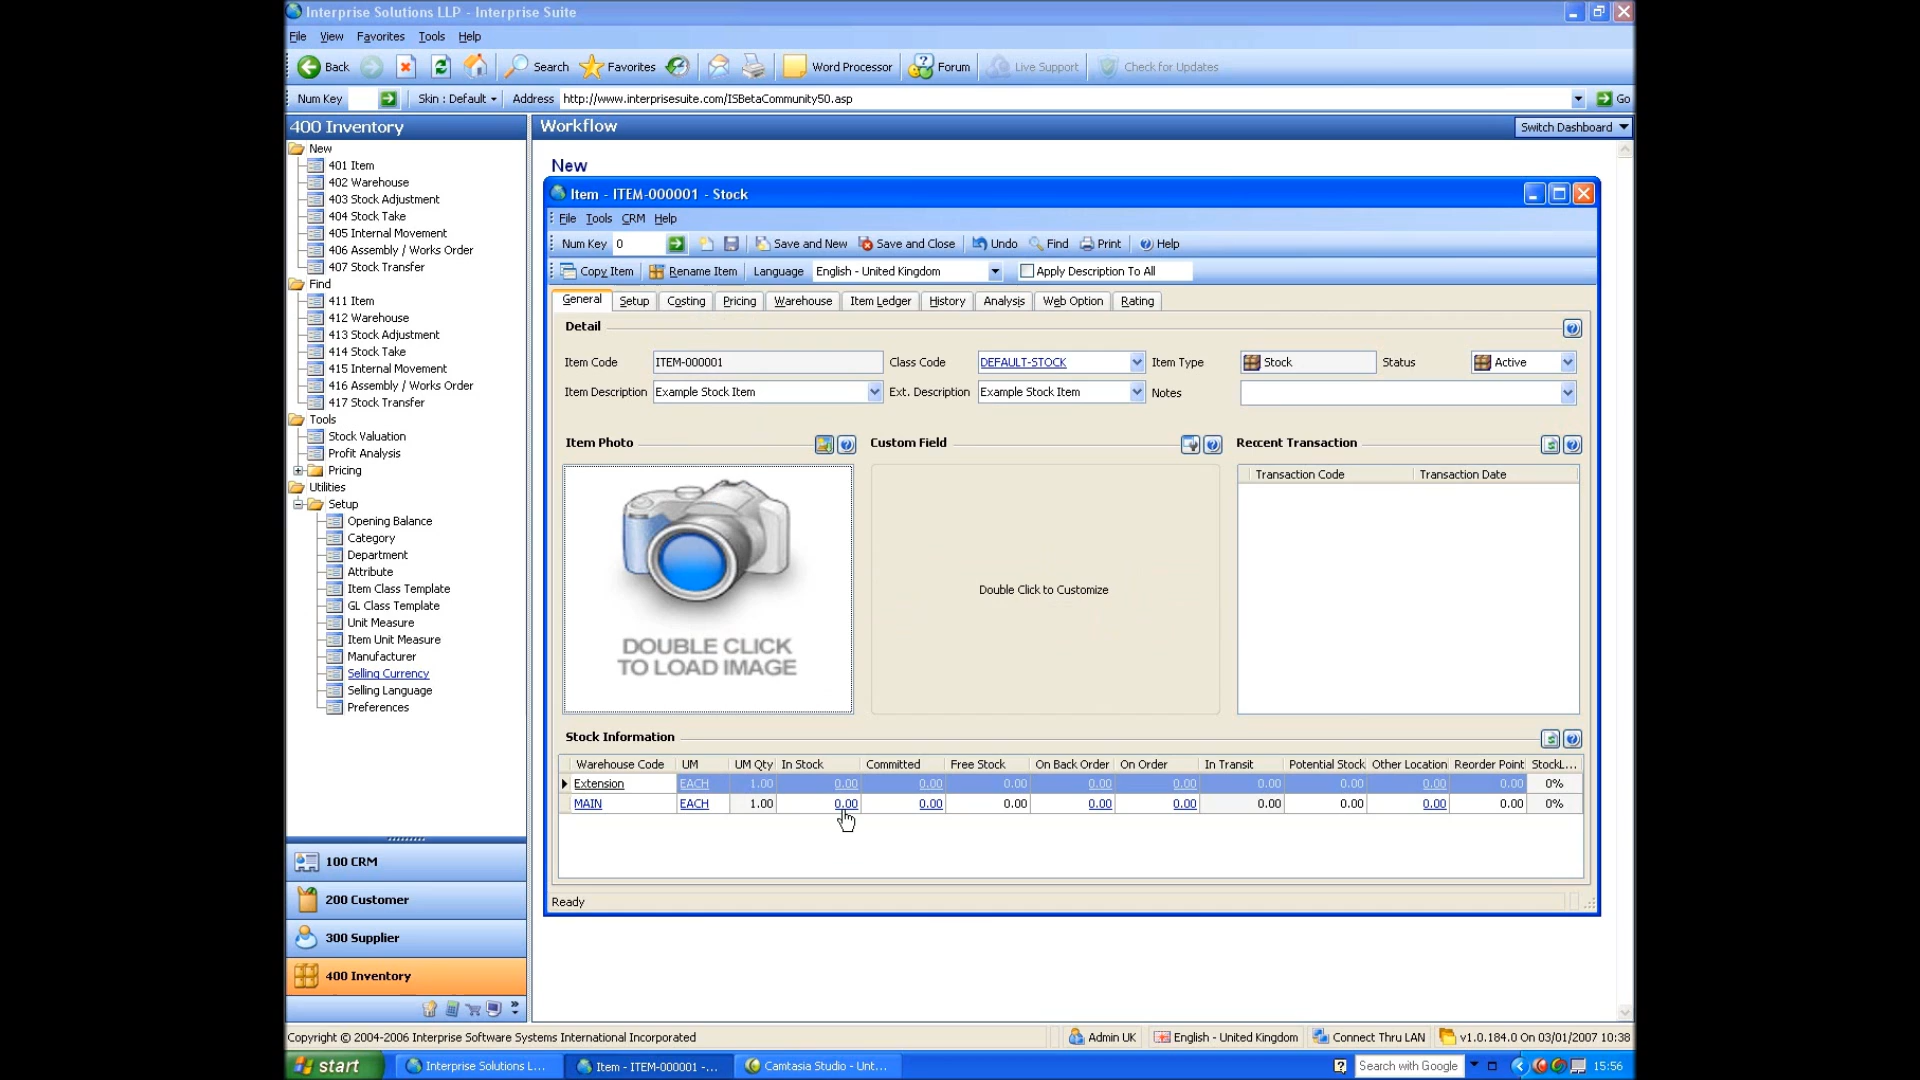 Interprise Solutions LLP - Interprise Suite
File View Favorites Tools Help
Back Search Favorites Word Processor Forum Live Support Check for Updates
Num Key Skin : Default Address http://www.interprisesuite.com/ISBetaCommunity50.asp Go
400 Inventory
Workflow
Switch Dashboard
New
401 Item
402 Warehouse
403 Stock Adjustment
404 Stock Take
405 Internal Movement
406 Assembly / Works Order
407 Stock Transfer
Find
411 Item
412 Warehouse
413 Stock Adjustment
414 Stock Take
415 Internal Movement
416 Assembly / Works Order
417 Stock Transfer
Tools
Stock Valuation
Profit Analysis
Pricing
Utilities
Setup
Opening Balance
Category
Department
Attribute
Item Class Template
GL Class Template
Unit Measure
Item Unit Measure
Manufacturer
Selling Currency
Selling Language
Preferences
100 CRM
200 Customer
300 Supplier
400 Inventory
New
Item - ITEM-000001 - Stock
File Tools CRM Help
Num Key 0 Save and New Save and Close Undo Find Print Help
Copy Item Rename Item Language English - United Kingdom Apply Description To All
General Setup Costing Pricing Warehouse Item Ledger History Analysis Web Option Rating
Detail
Item Code ITEM-000001 Class Code DEFAULT-STOCK Item Type Stock Status Active
Item Description Example Stock Item Ext. Description Example Stock Item Notes
Item Photo Custom Field Reccent Transaction
Transaction Code Transaction Date
DOUBLE CLICK
TO LOAD IMAGE
Double Click to Customize
Stock Information
Warehouse Code UM UM Qty In Stock Committed Free Stock On Back Order On Order In Transit Potential Stock Other Location Reorder Point StockL...
Extension EACH 1.00 0.00 0.00 0.00 0.00 0.00 0.00 0.00 0.00 0.00 0%
MAIN EACH 1.00 0.00 0.00 0.00 0.00 0.00 0.00 0.00 0.00 0.00 0%
Ready
Copyright © 2004-2006 Interprise Software Systems International Incorporated Admin UK English - United Kingdom Connect Thru LAN v1.0.184.0 On 03/01/2007 10:38
start Interprise Solutions L... Item - ITEM-000001 -... Camtasia Studio - Unt... Search with Google 15:56